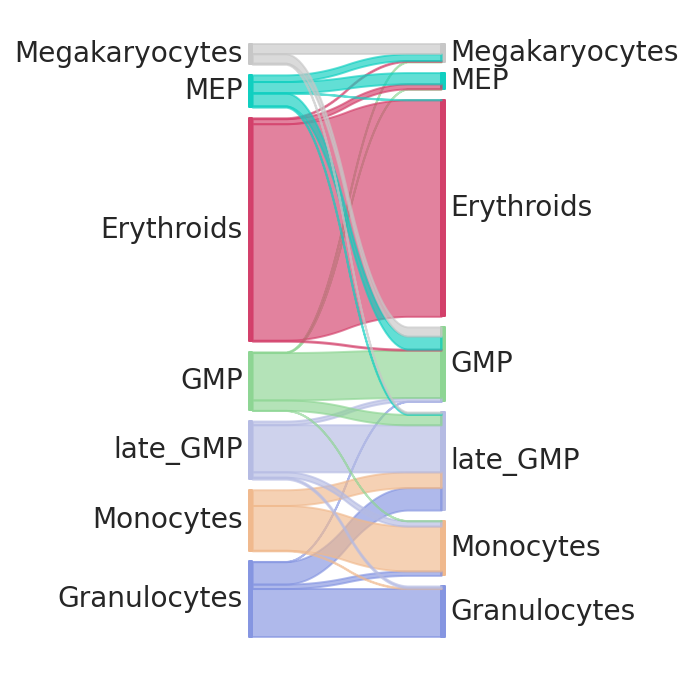 Megakaryocytes
MEP
Erythroids
GMP
late_GMP
Monocytes
Granulocytes
Megakaryocytes
MEP
Erythroids
GMP
late_GMP
Monocytes
Granulocytes